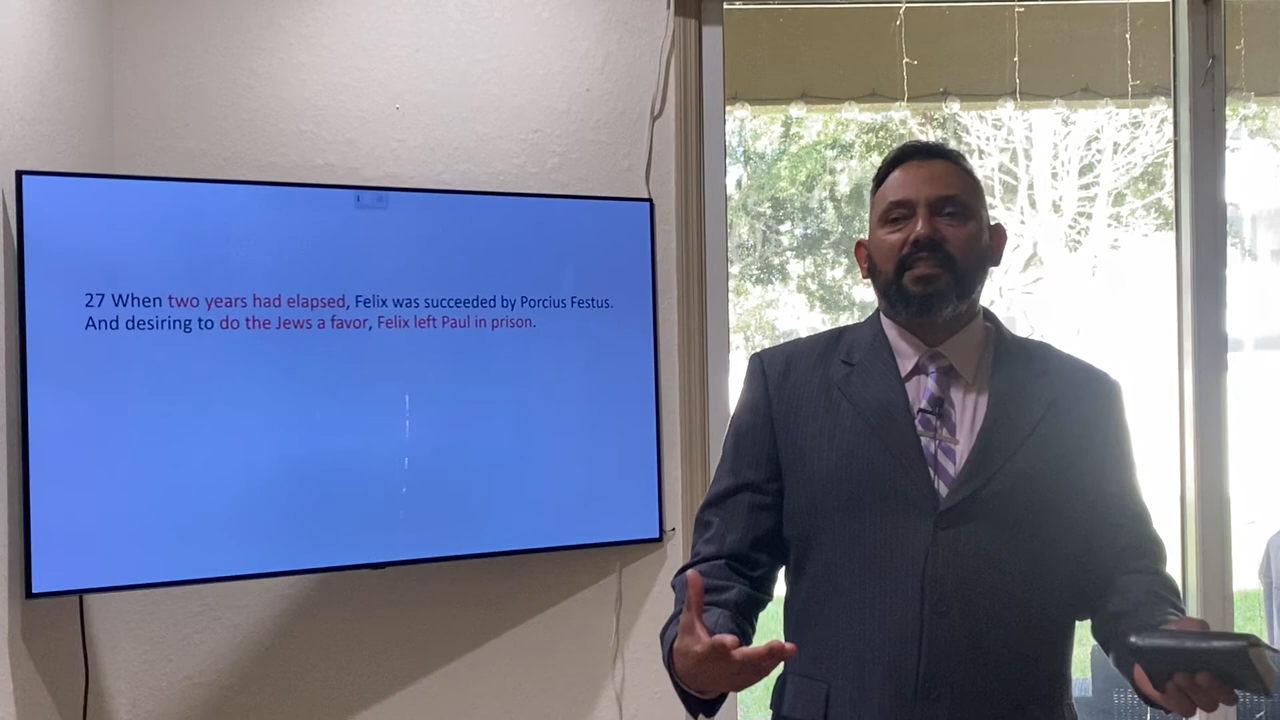 27 When two years had elapsed, Felix was succeeded by Porcius Festus.
And desiring to do the Jews a favor, Felix left Paul in prison.